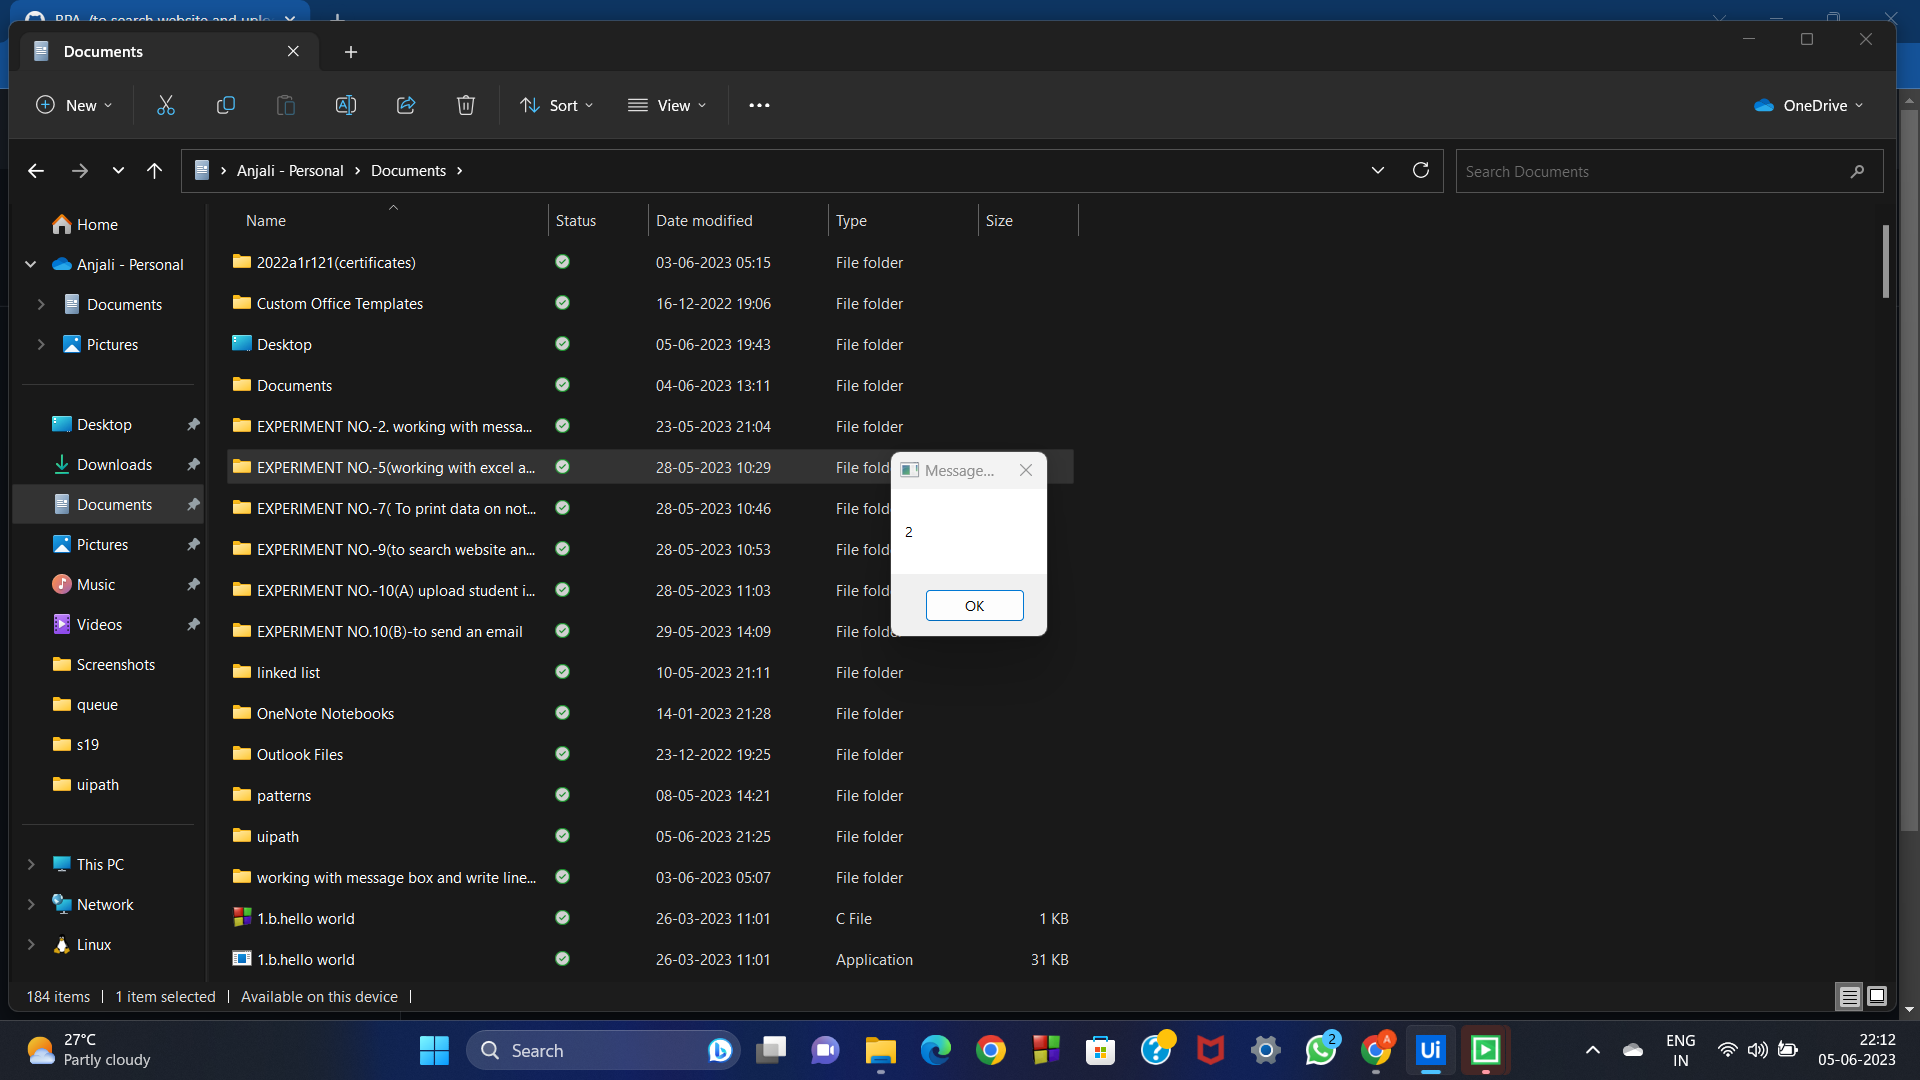 RPA_/to search website and uplo
Documents
New
Sort
View
OneDrive
Anjali - Personal
Documents
Search Documents
Name
Status
Date modified
Type
Size
Home
Anjali - Personal
Documents
Pictures
Desktop
Downloads
Documents
Pictures
Music
Videos
Screenshots
queue
s19
uipath
This PC
Network
Linux
2022a1r121(certificates) 03-06-2023 05:15 File folder
Custom Office Templates 16-12-2022 19:06 File folder
Desktop 05-06-2023 19:43 File folder
Documents 04-06-2023 13:11 File folder
EXPERIMENT NO.-2. working with messa... 23-05-2023 21:04 File folder
EXPERIMENT NO.-5(working with excel a... 28-05-2023 10:29 File fold
EXPERIMENT NO.-7( To print data on not... 28-05-2023 10:46 File fold
EXPERIMENT NO.-9(to search website an... 28-05-2023 10:53 File fold
EXPERIMENT NO.-10(A) upload student i... 28-05-2023 11:03 File fold
EXPERIMENT NO.10(B)-to send an email 29-05-2023 14:09 File folder
linked list 10-05-2023 21:11 File folder
OneNote Notebooks 14-01-2023 21:28 File folder
Outlook Files 23-12-2022 19:25 File folder
patterns 08-05-2023 14:21 File folder
uipath 05-06-2023 21:25 File folder
working with message box and write line... 03-06-2023 05:07 File folder
1.b.hello world 26-03-2023 11:01 C File 1 KB
1.b.hello world 26-03-2023 11:01 Application 31 KB
Message...
2
OK
184 items
1 item selected
Available on this device
27°C
Partly cloudy
Search
2
A
Ui
ENG
IN
22:12
05-06-2023